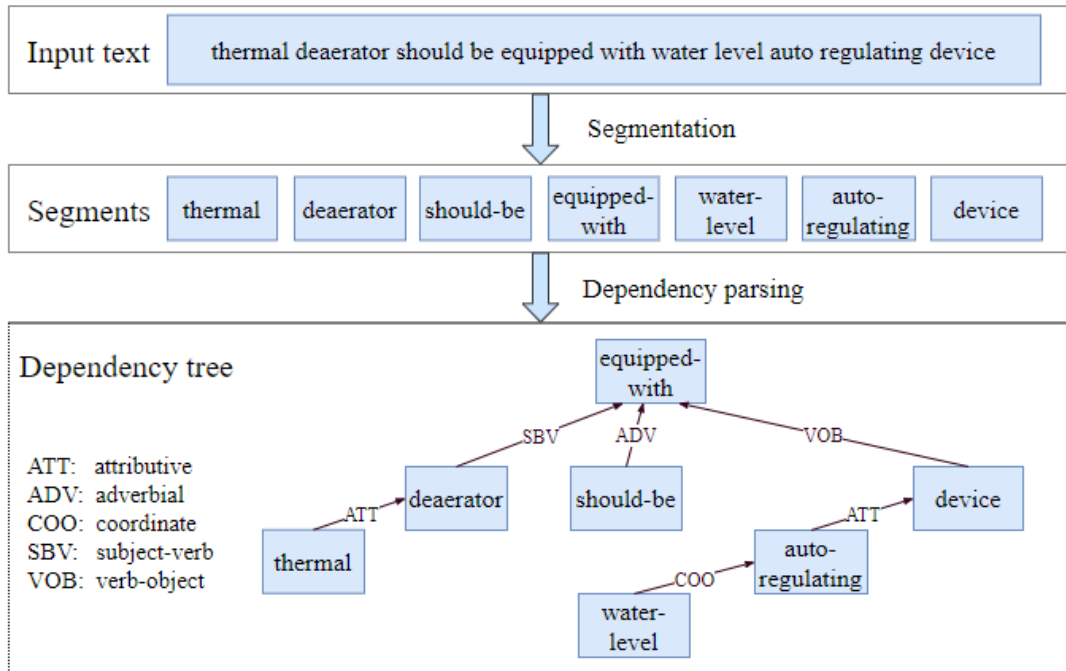 Input text
thermal deaerator should be equipped with water level auto regulating device
Segmentation
Segments
thermal
deaerator
should-be
equipped-
with
water-
level
auto-
regulating
device
Dependency parsing
Dependency tree
equipped-
with
SBV
ADV
VOB
ATT: attributive
ADV: adverbial
COO: coordinate
SBV: subject-verb
VOB: verb-object
deaerator
should-be
device
ATT
ATT
thermal
auto-
regulating
COO
water-
level